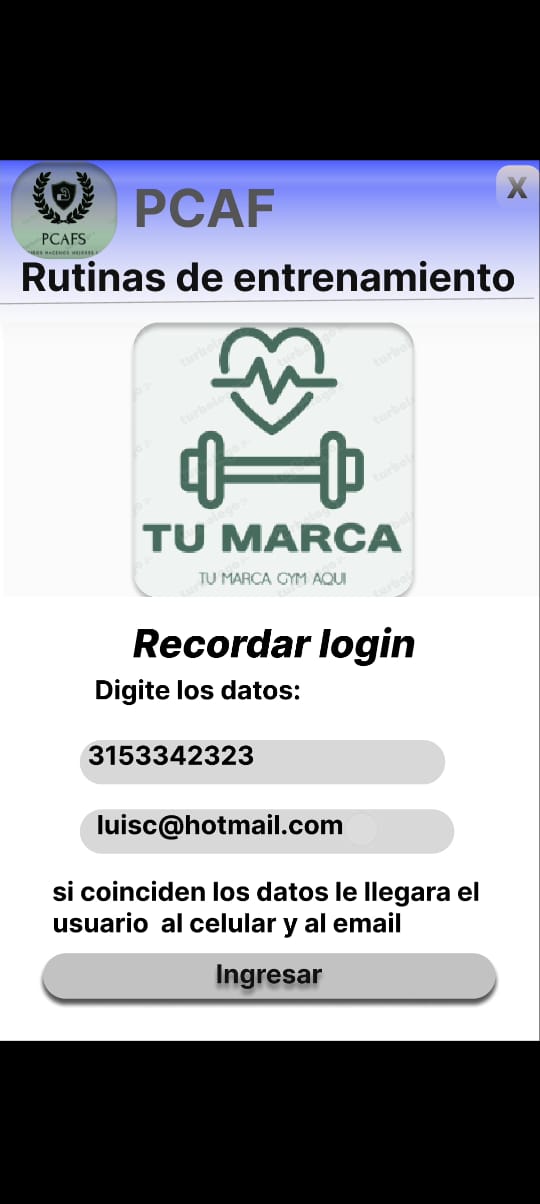 PCAFS
PCAF
X
Rutinas de entrenamiento
TU MARCA
TU MARCA GYM AQUI
Recordar login
Digite los datos:
3153342323
luisc@hotmail.com
si coinciden los datos le llegara el
usuario al celular y al email
Ingresar